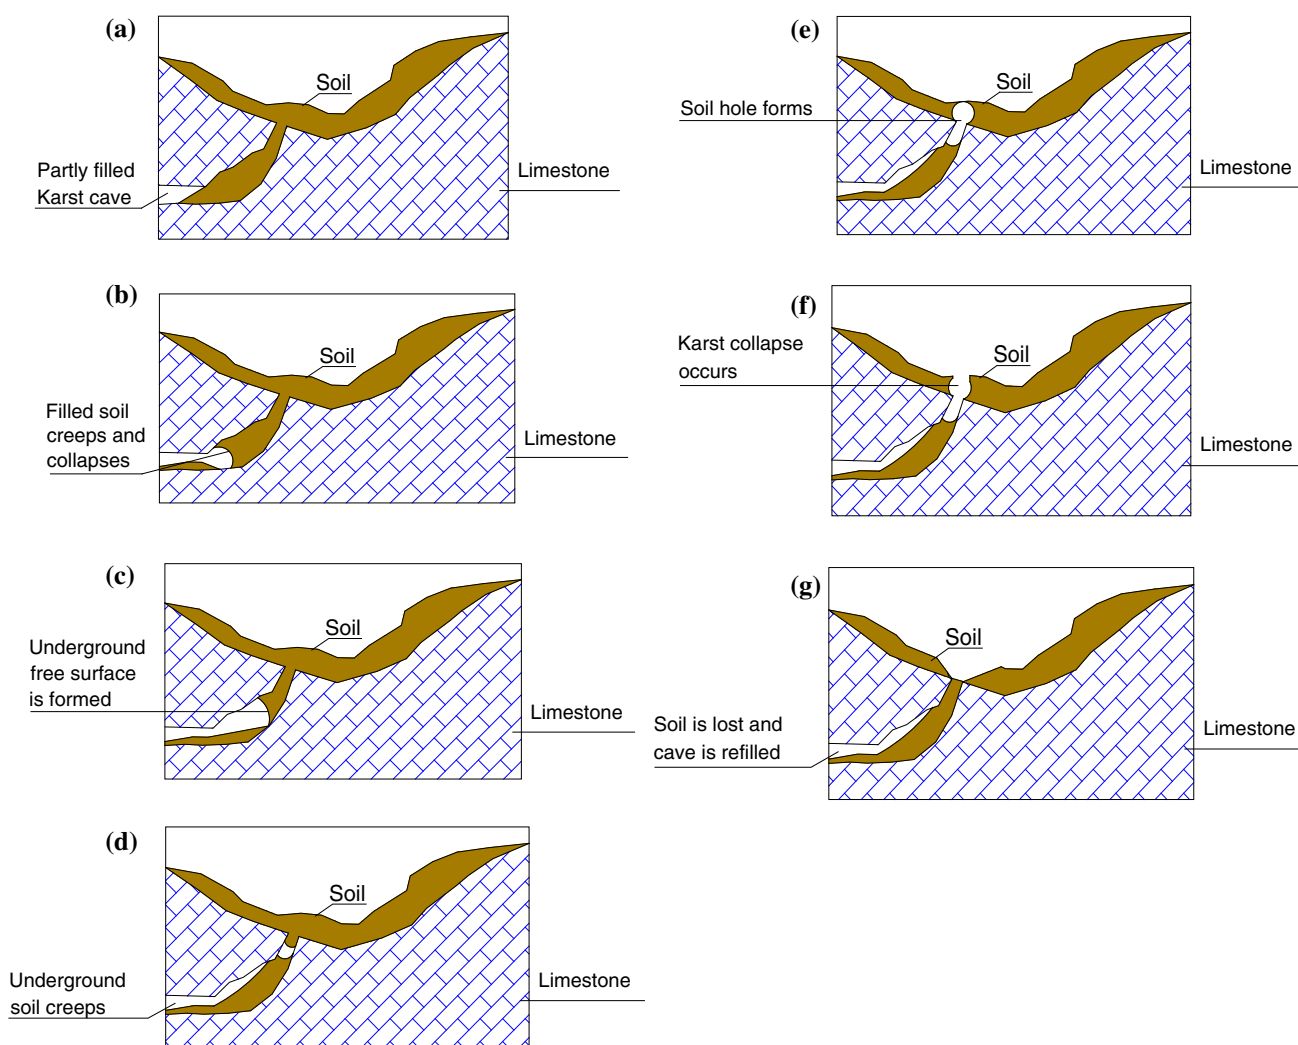 (a)
Soil
Partly filled
Karst cave
Limestone
(b)
Soil
Filled soil
creeps and
collapses
Limestone
(c)
Soil
Underground
free surface
is formed
Limestone
(d)
Soil
Underground
soil creeps
Limestone
(e)
Soil
Soil hole forms
Limestone
(f)
Karst collapse
occurs
Soil
Limestone
(g)
Soil
Soil is lost and
cave is refilled
Limestone